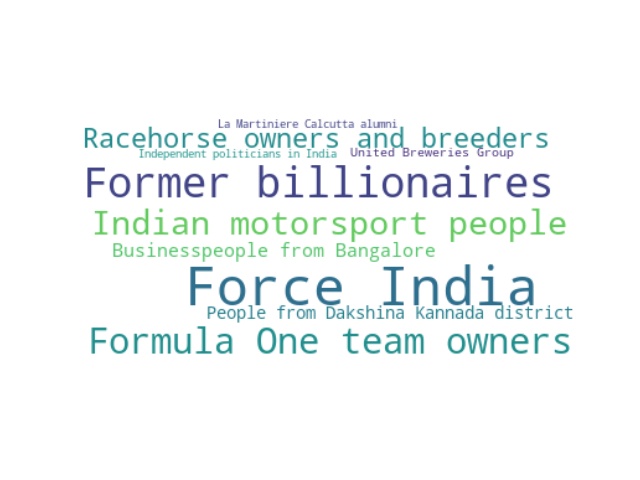 La Martiniere Calcutta alumni
Racehorse owners and breeders
Independent politicians in India
United Breweries Group
Former billionaires
Indian motorsport people
Businesspeople from Bangalore
Force India
People from Dakshina Kannada district
Formula One team owners